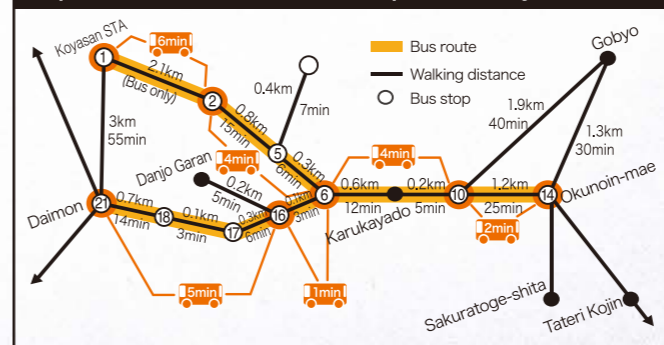 Koyasan STA
6min
Bus route
Walking distance
Bus stop
Gobyo
1
2.1km
(Bus only)
0.4km
7min
2
0.8km
15min
1.9km
40min
1.3km
30min
3km
55min
5
0.3km
6min
4min
4min
Danjo Garan
0.2km
5min
6
0.6km
12min
Karukayado
0.2km
5min
10
1.2km
25min
14
Okunoin-mae
Daimon
21
0.7km
14min
18
0.1km
3min
17
0.3km
6min
16
0.1km
3min
2min
5min
1min
Sakuratoge-shita
Tateri Kojin